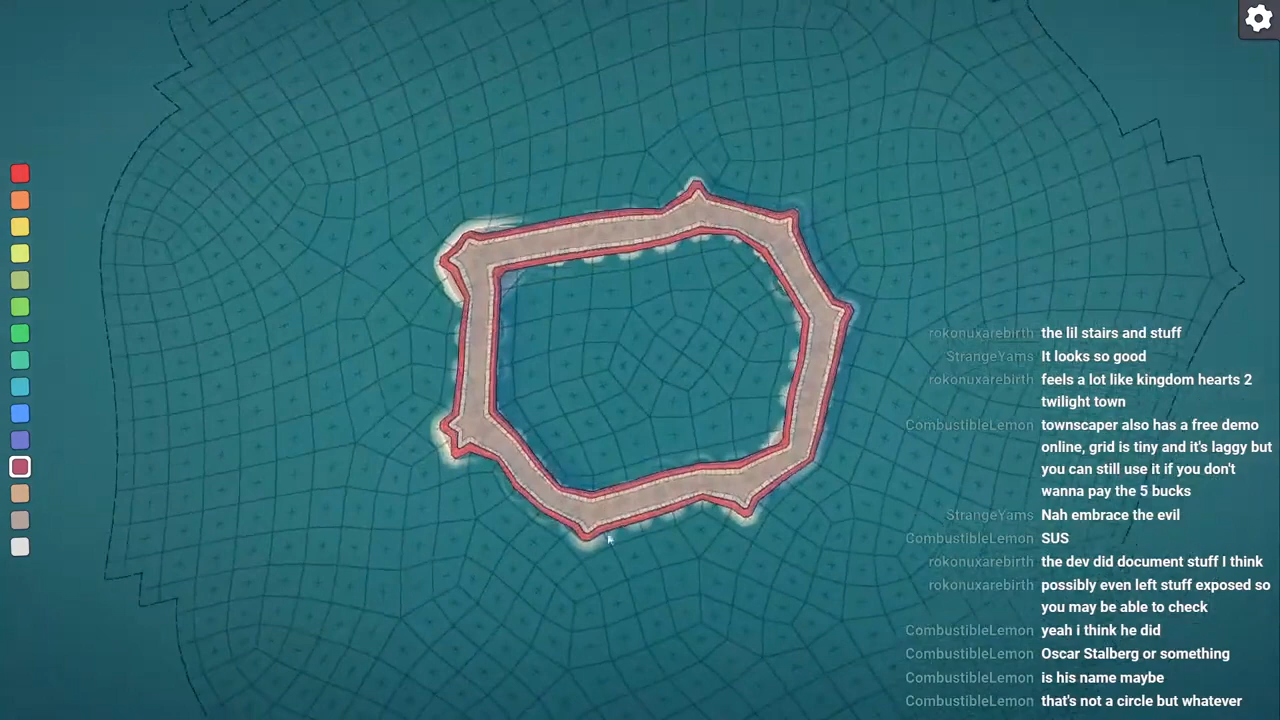 rokonuxarebirth the lil stairs and stuff
StrangeYams It looks so good
rokonuxarebirth feels a lot like kingdom hearts 2
twilight town
CombustibleLemon townscaper also has a free demo
online, grid is tiny and it's laggy but
you can still use it if you don't
wanna pay the 5 bucks
StrangeYams Nah embrace the evil
CombustibleLemon SUS
rokonuxarebirth the dev did document stuff I think
rokonuxarebirth possibly even left stuff exposed so
you may be able to check
CombustibleLemon yeah i think he did
CombustibleLemon Oscar Stalberg or something
CombustibleLemon is his name maybe
CombustibleLemon that's not a circle but whatever